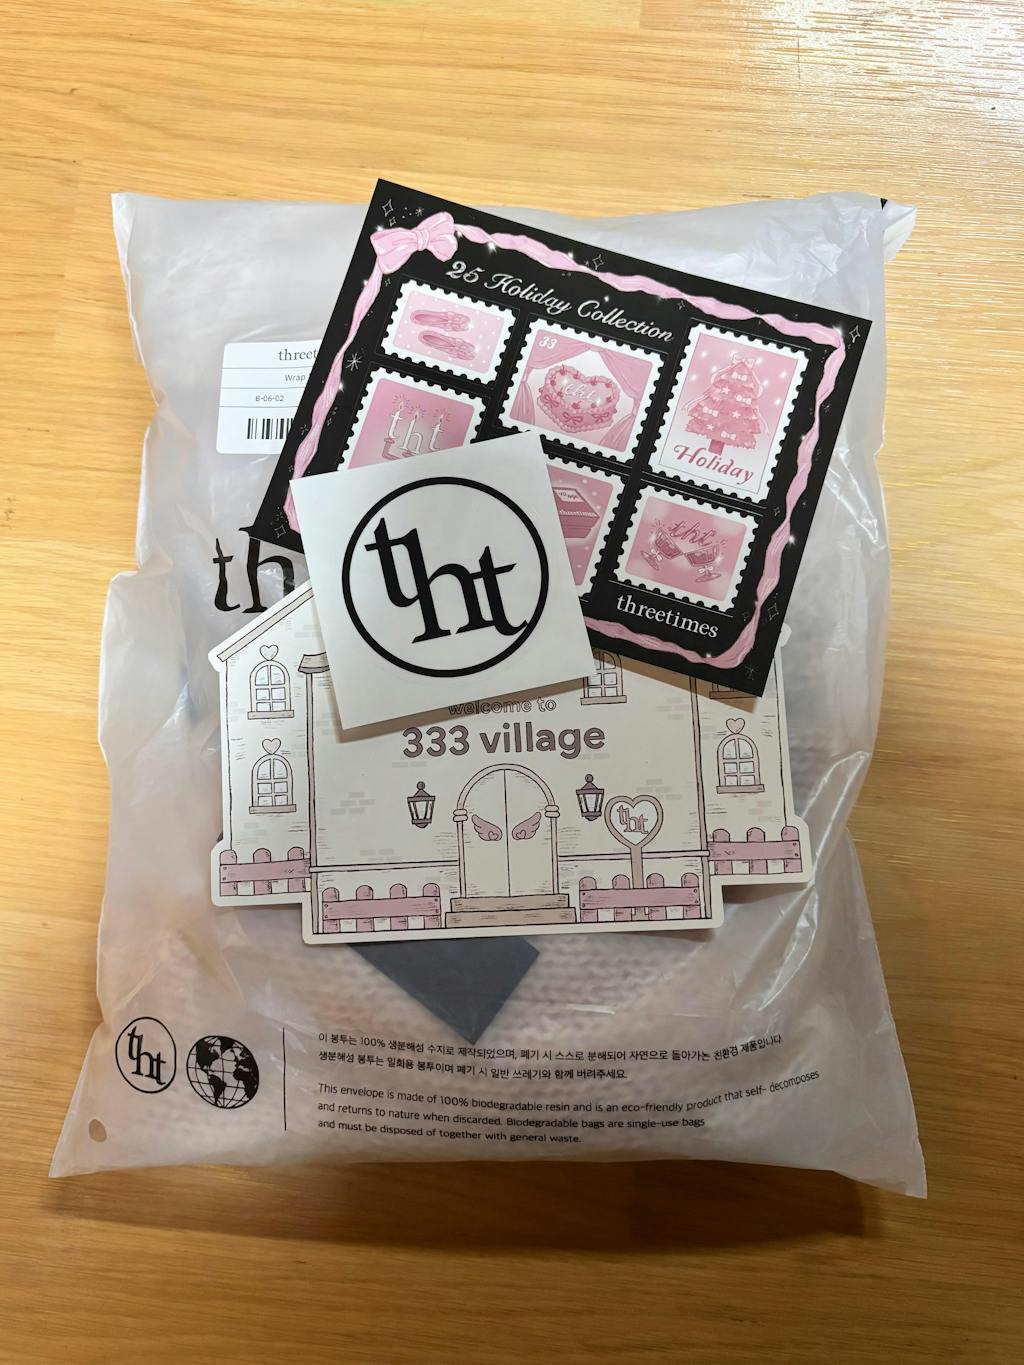 25 Holiday Collection
33
tht
tht
Holiday
tht
threetimes
Wrap
B-06-02
tht
welcome to
333 village
tht
tht
이 봉투는 100% 생분해성 수지로 제작되었으며, 폐기 시 스스로 분해되어 자연으로 돌아가는 친환경 제품입니다.
생분해성 봉투는 일회용 봉투이며 폐기 시 일반 쓰레기와 함께 버려주세요.
This envelope is made of 100% biodegradable resin and is an eco-friendly product that self- decomposes
and returns to nature when discarded. Biodegradable bags are single-use bags
and must be disposed of together with general waste.